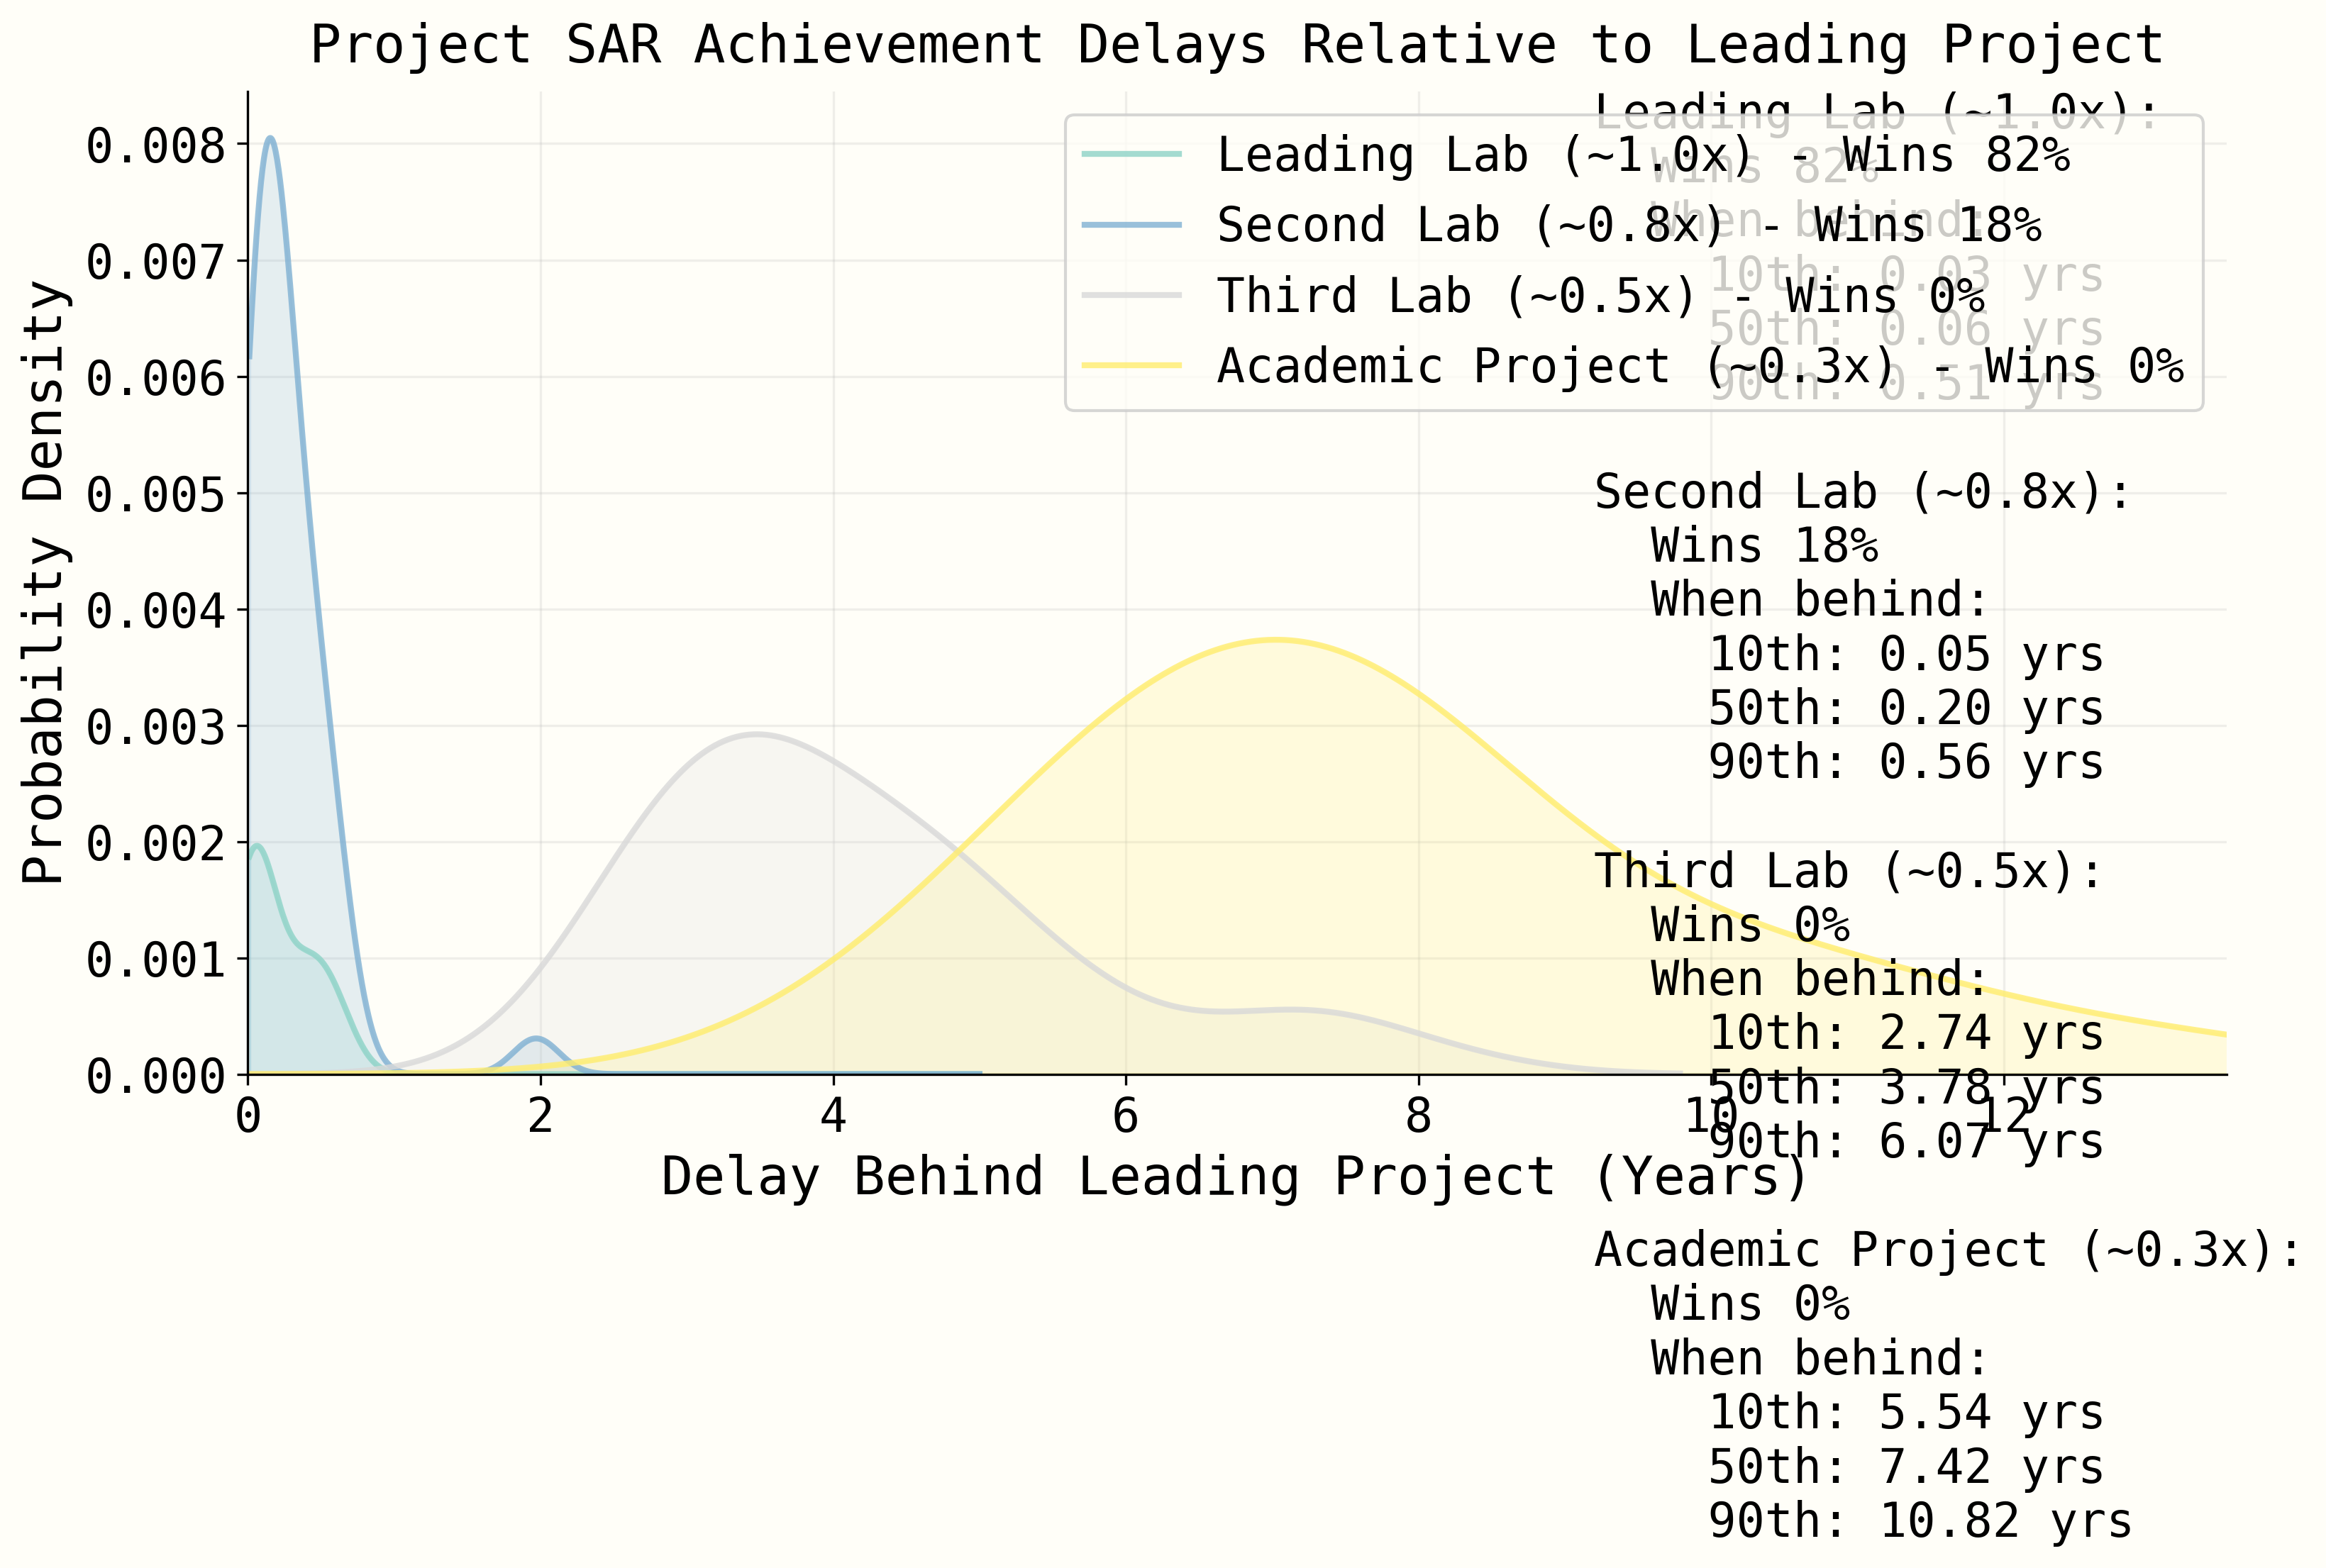 Project SAR Achievement Delays Relative to Leading Project
Leading Lab (~1.0x) - Wins 82%
Second Lab (~0.8x) - Wins 18%
Third Lab (~0.5x) - Wins 0%
Academic Project (~0.3x) - Wins 0%
Leading Lab (~1.0x):
Wins 82%
When behind:
10th: 0.03 yrs
50th: 0.06 yrs
90th: 0.51 yrs
Second Lab (~0.8x):
Wins 18%
When behind:
10th: 0.05 yrs
50th: 0.20 yrs
90th: 0.56 yrs
Third Lab (~0.5x):
Wins 0%
When behind:
10th: 2.74 yrs
50th: 3.78 yrs
90th: 6.07 yrs
Academic Project (~0.3x):
Wins 0%
When behind:
10th: 5.54 yrs
50th: 7.42 yrs
90th: 10.82 yrs
Probability Density
0.008
0.007
0.006
0.005
0.004
0.003
0.002
0.001
0.000
0 2 4 6 8 10 12
Delay Behind Leading Project (Years)